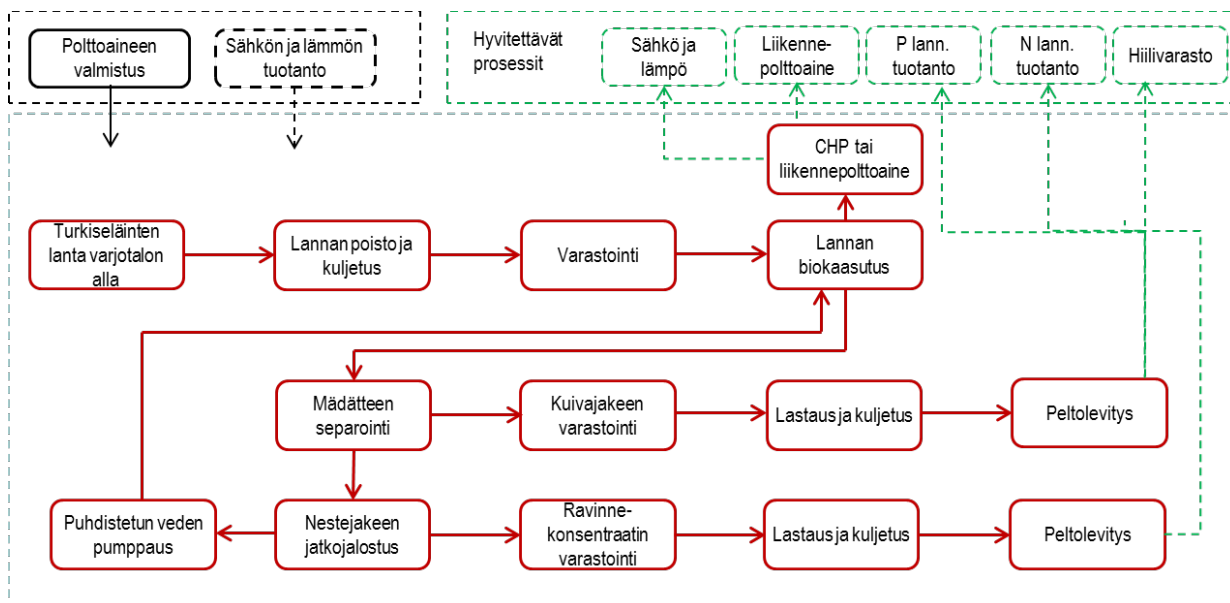 Polttoaineen
valmistus
Sähkön ja lämmön
tuotanto
Hyvitettävät
prosessit
Sähkö ja
lämpö
Liikenne-
polttoaine
P lann.
tuotanto
N lann.
tuotanto
Hiilivarasto
CHP tai
liikennepolttoaine
Turkiseläinten
lanta varjotalon
alla
Lannan poisto ja
kuljetus
Varastointi
Lannan
biokaasutus
Mädätteen
separointi
Kuivajakeen
varastointi
Lastaus ja kuljetus
Peltolevitys
Puhdistetun veden
pumppaus
Nestejakeen
jatkojalostus
Ravinne-
konsentraatin
varastointi
Lastaus ja kuljetus
Peltolevitys